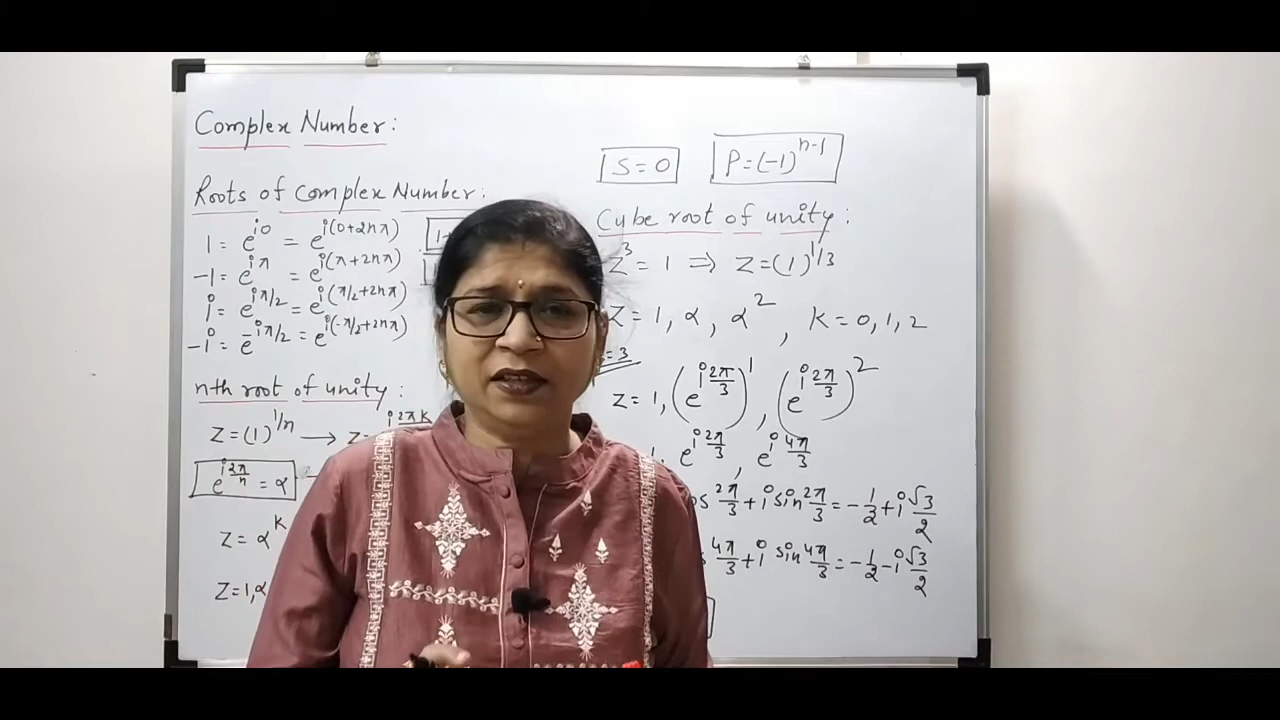 Complex Number:
Roots of Complex Number:
1 = e^{i0} = e^{i(0+2nπ)}
-1 = e^{iπ} = e^{i(π+2nπ)}
i = e^{iπ/2} = e^{i(π/2+2nπ)}
-i = e^{-iπ/2} = e^{i(-π/2+2nπ)}
nth root of unity:
Z = (1)^{1/n} → Z =
e^{i2π/n} = α
Z = α^k
Z = 1, α
S = 0 P = (-1)^{n-1}
Cube root of unity:
Z^3 = 1 ⇒ Z = (1)^{1/3}
Z = 1, α, α^2, K = 0, 1, 2
= 3
Z = 1, (e^{i2π/3})^1, (e^{i2π/3})^2
e^{i2π/3}, e^{i4π/3}
2π/3 + i sin 2π/3 = -1/2 + i√3/2
4π/3 + i sin 4π/3 = -1/2 - i√3/2